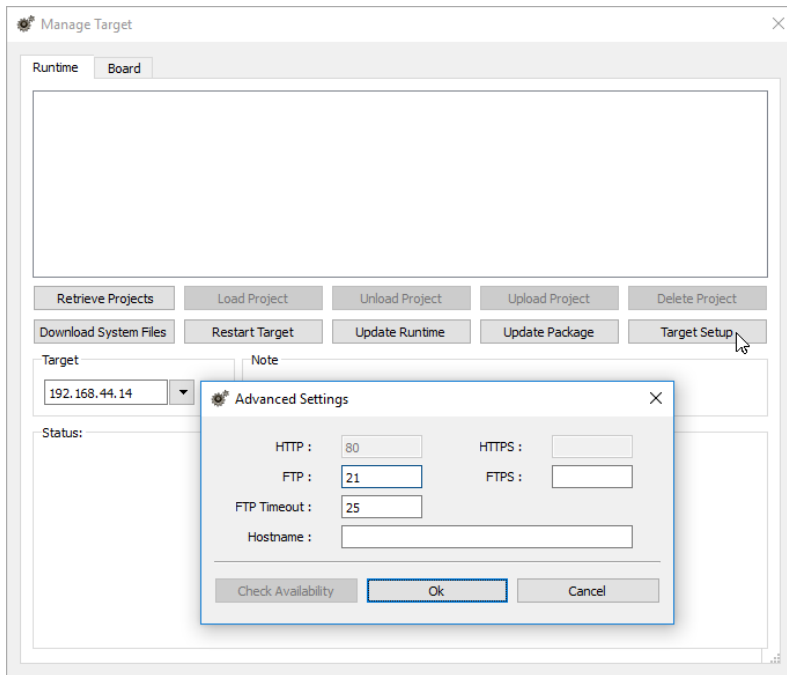 Manage Target
Runtime Board
Retrieve Projects Load Project Unload Project Upload Project Delete Project
Download System Files Restart Target Update Runtime Update Package Target Setup
Target Note
192.168.44.14
Status:
Advanced Settings
HTTP : 80 HTTPS :
FTP : 21 FTPS :
FTP Timeout : 25
Hostname :
Check Availability Ok Cancel